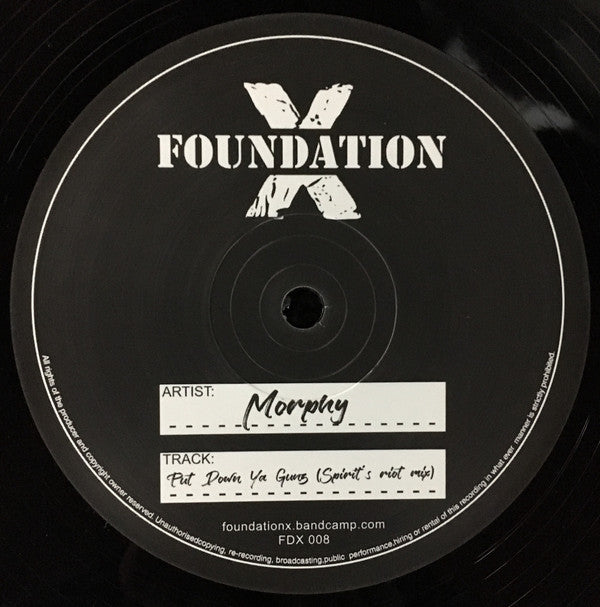 X
FOUNDATION
ARTIST:
Morphy
TRACK:
Put Down Ya Gunz (Spirit's riot mix)
foundationx.bandcamp.com
FDX 008
All rights of the producer and copyright owner reserved. Unauthorisedcopying, re-recording, broadcasting,public performance,hiring or rental of this recording in what ever manner is strictly prohibited.